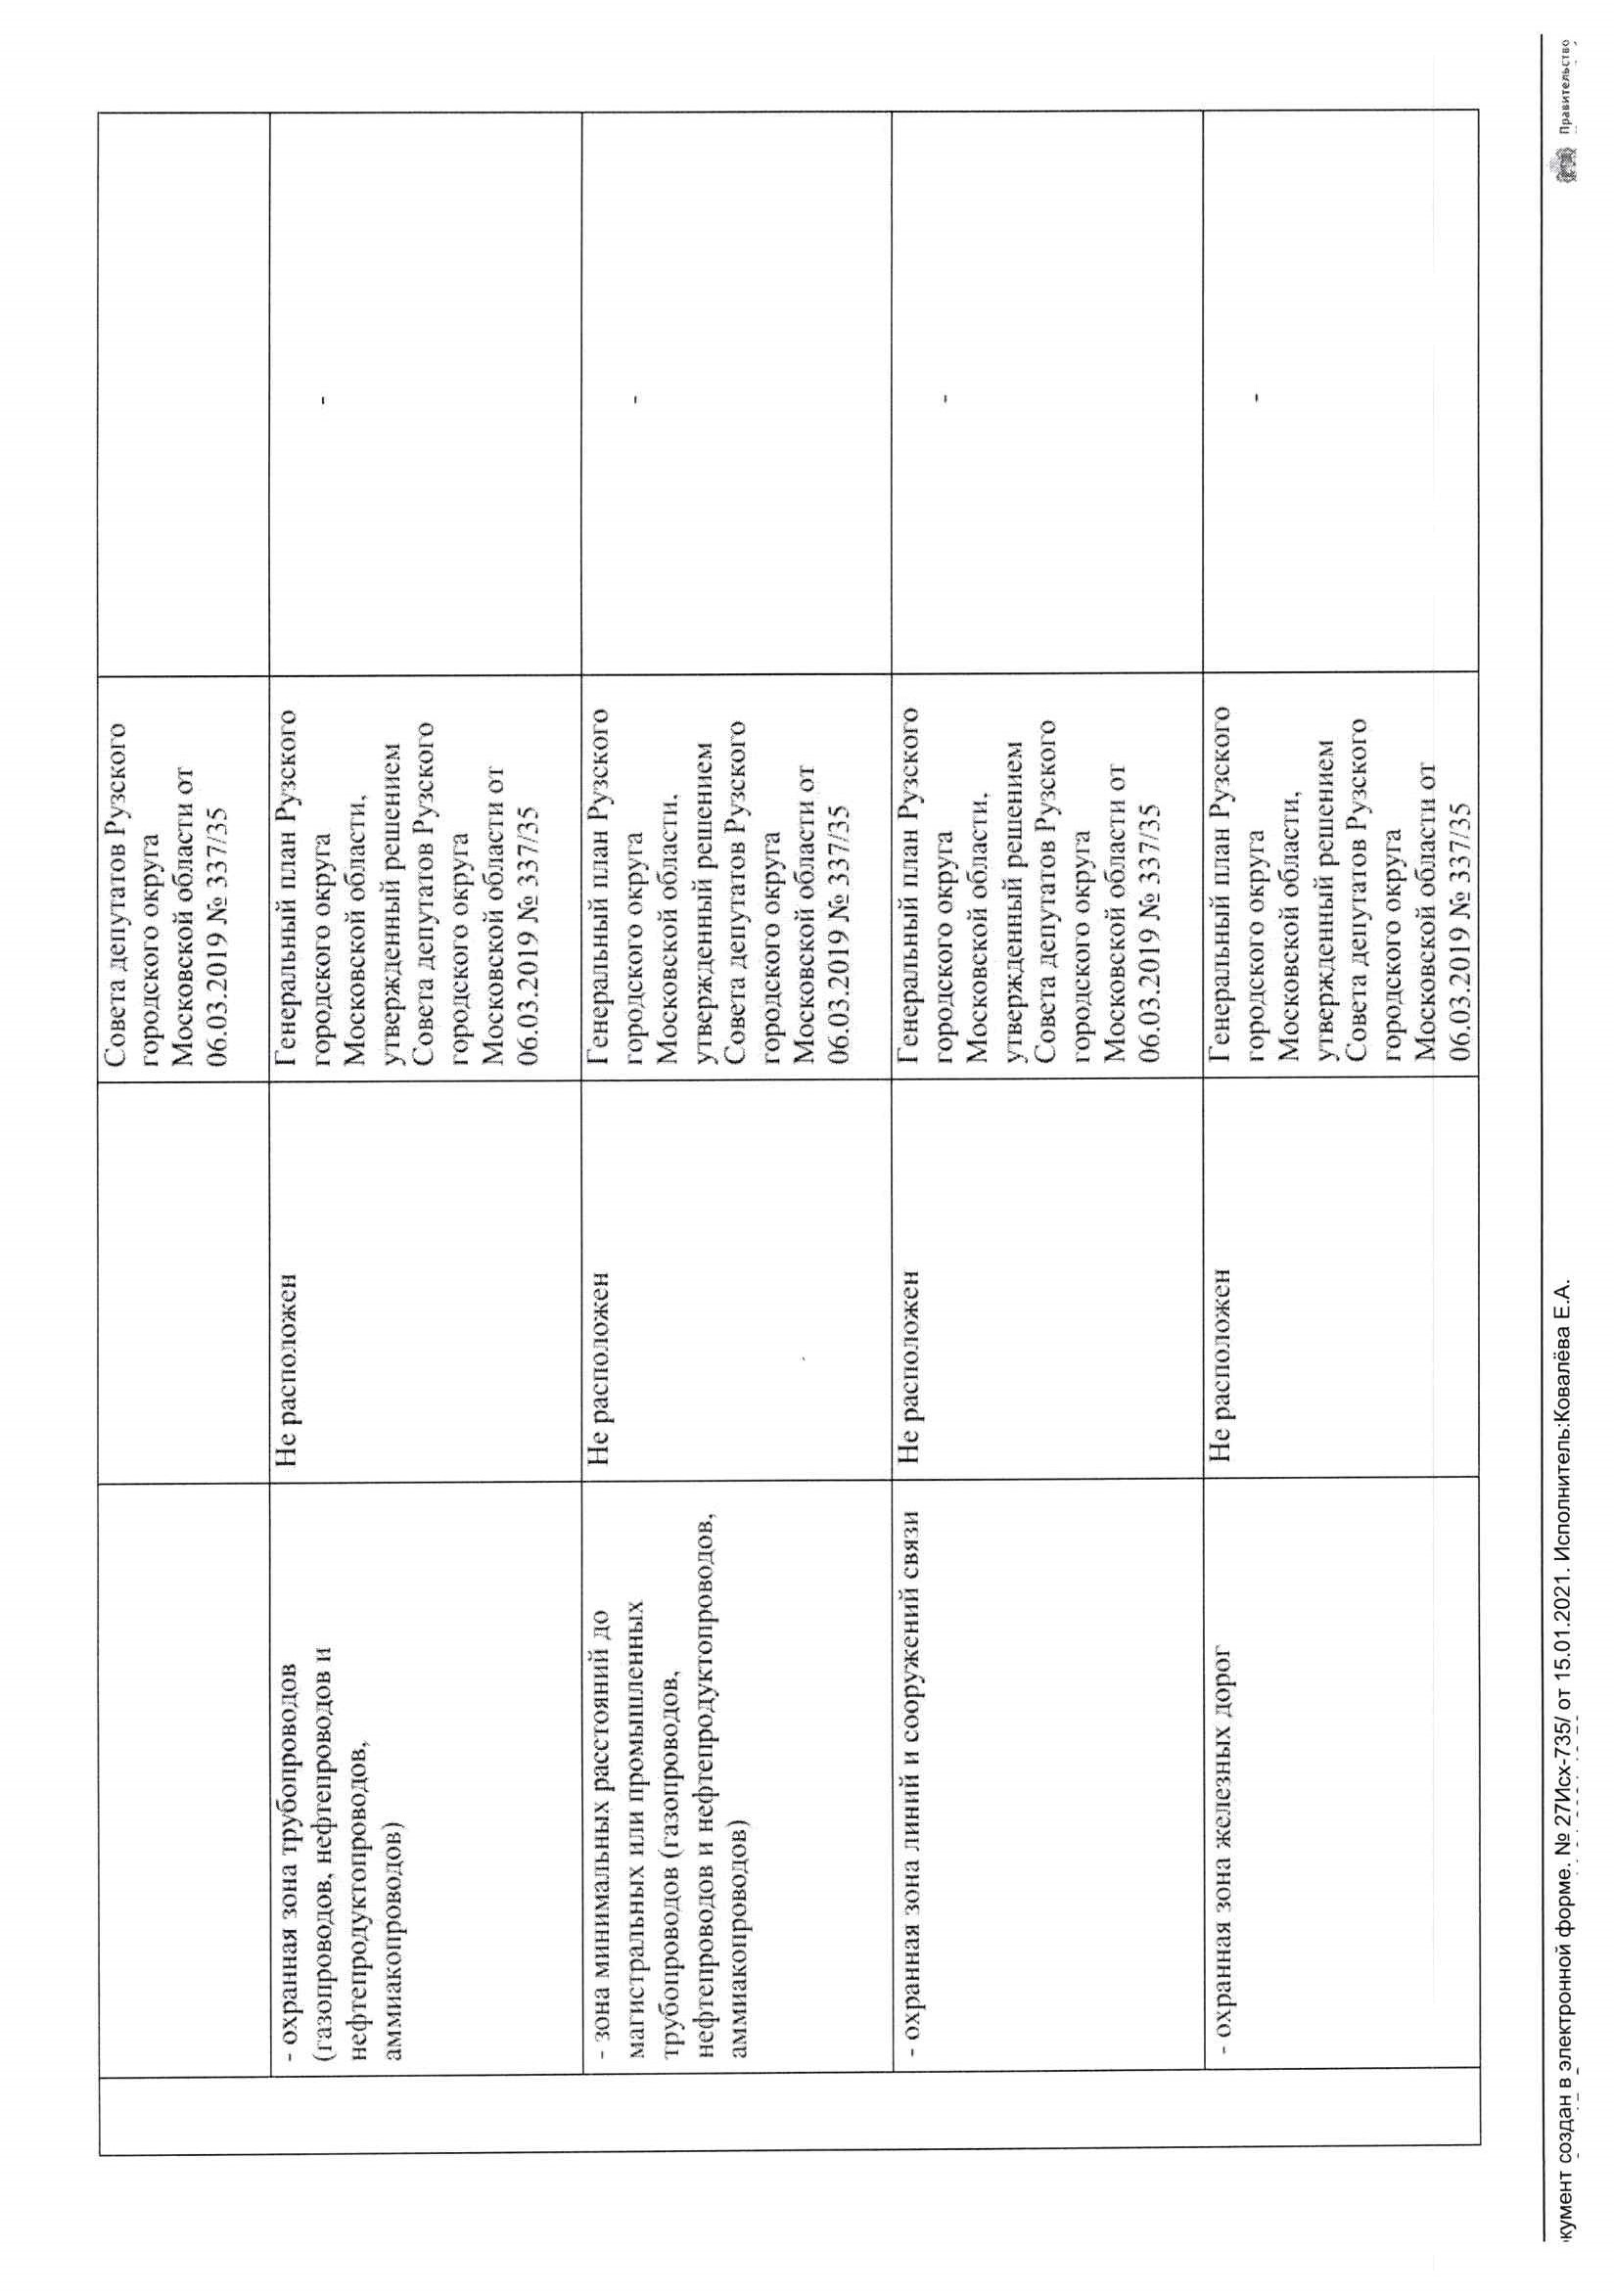 Совета депутатов Рузского
городского округа
Московской области от
06.03.2019 № 337/35
- охранная зона трубопроводов
(газопроводов, нефтепроводов и
нефтепродуктопроводов,
аммиакопроводов)
Не расположен
Генеральный план Рузского
городского округа
Московской области,
утвержденный решением
Совета депутатов Рузского
городского округа
Московской области от
06.03.2019 № 337/35
-
- зона минимальных расстояний до
магистральных или промышленных
трубопроводов (газопроводов,
нефтепроводов и нефтепродуктопроводов,
аммиакопроводов)
Не расположен
Генеральный план Рузского
городского округа
Московской области,
утвержденный решением
Совета депутатов Рузского
городского округа
Московской области от
06.03.2019 № 337/35
-
- охранная зона линий и сооружений связи
Не расположен
Генеральный план Рузского
городского округа
Московской области,
утвержденный решением
Совета депутатов Рузского
городского округа
Московской области от
06.03.2019 № 337/35
-
- охранная зона железных дорог
Не расположен
Генеральный план Рузского
городского округа
Московской области,
утвержденный решением
Совета депутатов Рузского
городского округа
Московской области от
06.03.2019 № 337/35
-
кумент создан в электронной форме. № 27Исх-735/ от 15.01.2021. Исполнитель:Ковалёва Е.А.
Правительство